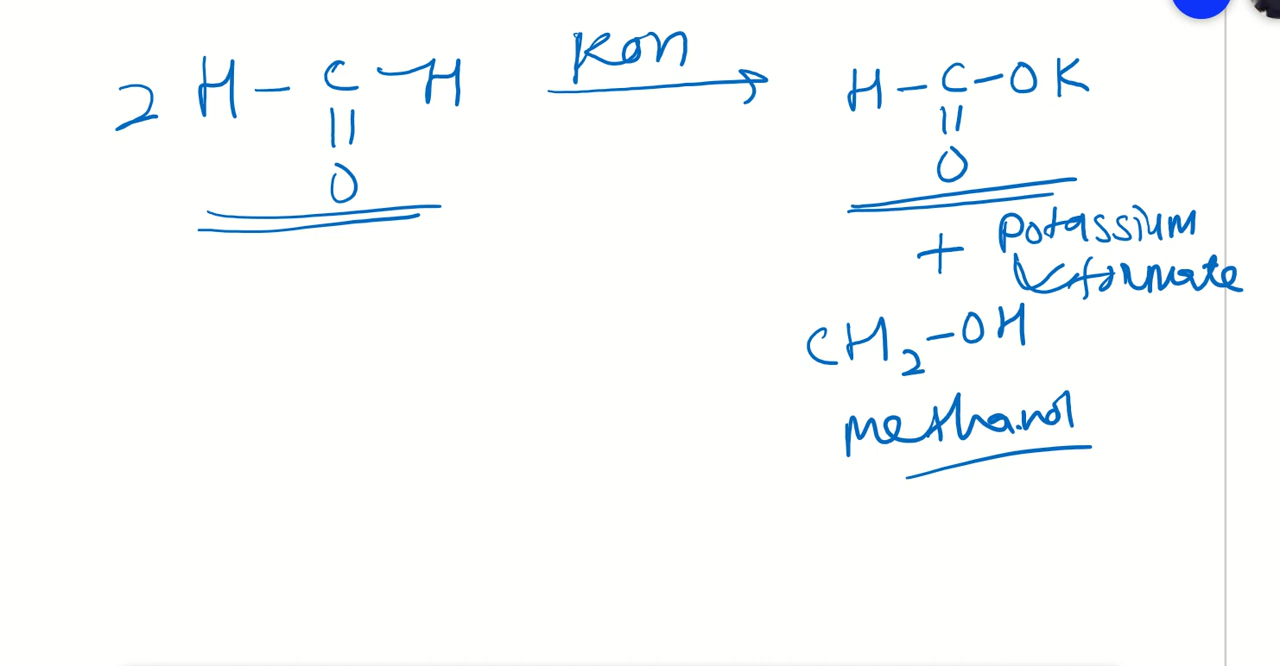 2 H - C - H KOH H - C - OK
|| ||
O O
+ potassium
formate
CH2-OH
Methanol